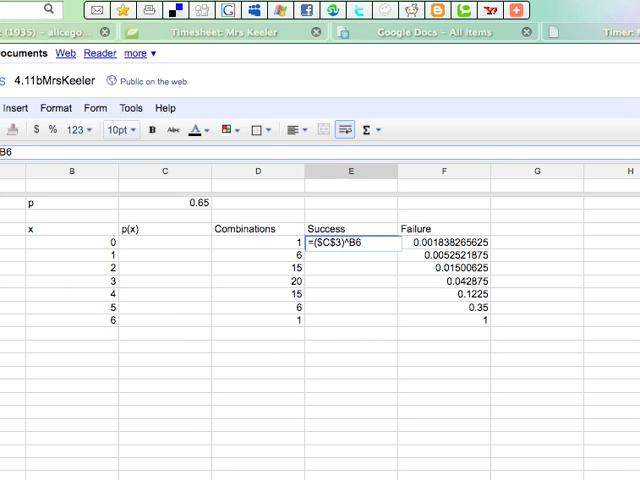 (1935) - alicego... Timesheet: Mrs Keeler Google Docs - All items Timer:
Documents Web Reader more ▾
S 4.11bMrsKeeler Public on the web
Insert Format Form Tools Help
$ % 123 10pt B Abc A Σ
B6
B C D E F G H
p 0.65
x p(x) Combinations Success Failure
0 1 =($C$3)^B6 0.001838265625
1 6 0.0052521875
2 15 0.01500625
3 20 0.042875
4 15 0.1225
5 6 0.35
6 1 1